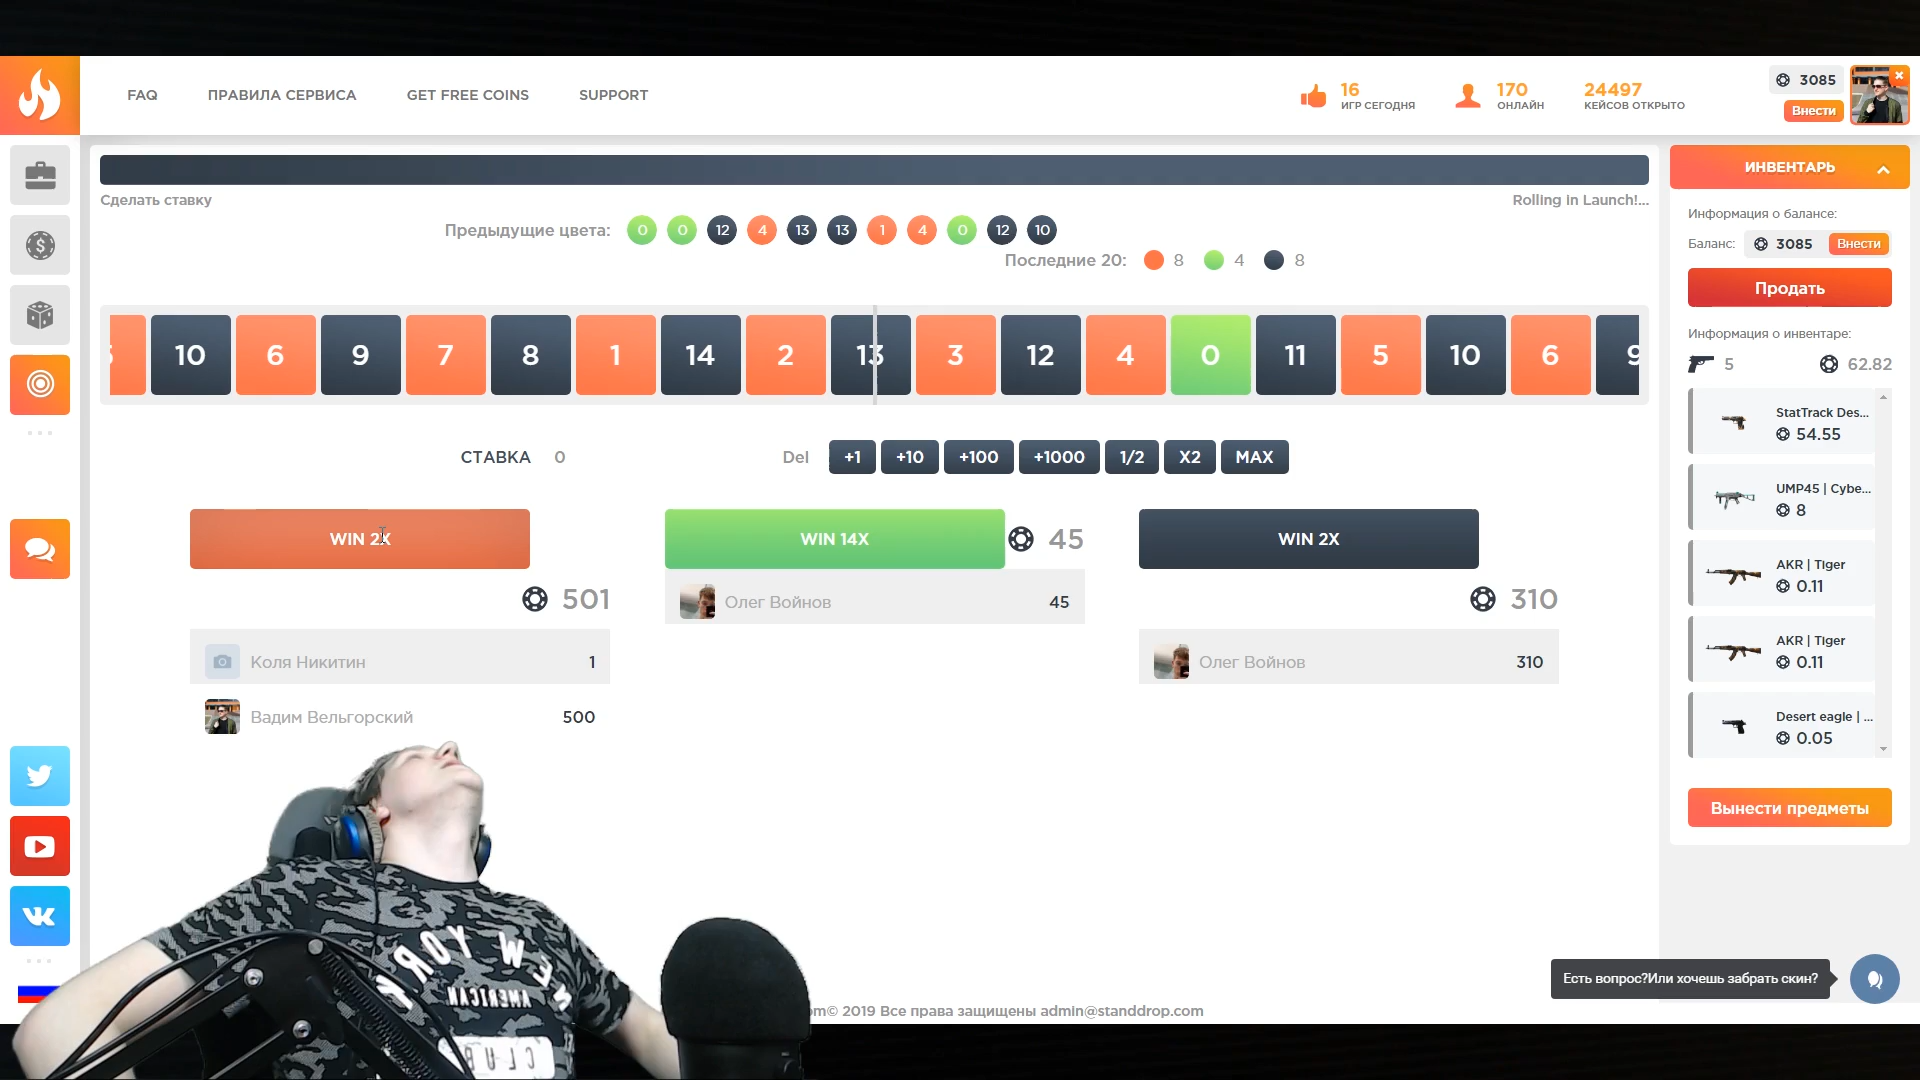 FAQ
ПРАВИЛА СЕРВИСА
GET FREE COINS
SUPPORT
16
ИГР СЕГОДНЯ
170
ОНЛАЙН
24497
КЕЙСОВ ОТКРЫТО
3085
Внести
Сделать ставку
Rolling In Launch!...
Предыдущие цвета: 0 0 12 4 13 13 1 4 0 12 10
Последние 20: 8 4 8
10 6 9 7 8 1 14 2 13 3 12 4 0 11 5 10 6 9
СТАВКА 0
Del +1 +10 +100 +1000 1/2 X2 MAX
WIN 2X
501
Коля Никитин 1
Вадим Вельгорский 500
WIN 14X
45
Олег Войнов 45
WIN 2X
310
Олег Войнов 310
ИНВЕНТАРЬ
Информация о балансе:
Баланс: 3085 Внести
Продать
Информация о инвентаре:
5 62.82
StatTrack Des...
54.55
UMP45 | Cybe...
8
AKR | Tiger
0.11
AKR | Tiger
0.11
Desert eagle | ...
0.05
Вынести предметы
Есть вопрос?Или хочешь забрать скин?
© 2019 Все права защищены admin@standdrop.com
NEW YORK
AMERICAN
CLUB